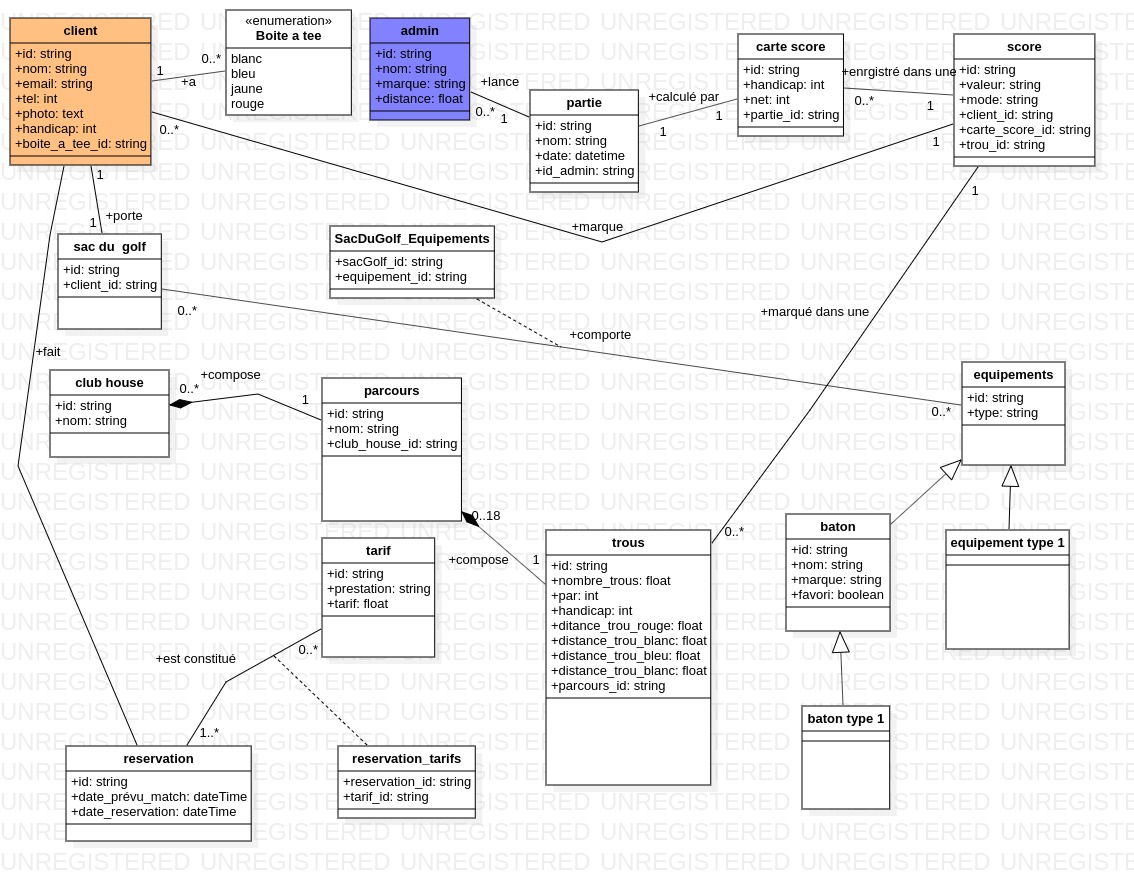 client
+id: string
+nom: string
+email: string
+tel: int
+photo: text
+handicap: int
+boite_a_tee_id: string
1
+a
0..*
«enumeration»
Boite a tee
blanc
bleu
jaune
rouge
admin
+id: string
+nom: string
+marque: string
+distance: float
+lance
0..*
1
partie
+id: string
+nom: string
+date: datetime
+id_admin: string
+calculé par
1
1
carte score
+id: string
+handicap: int
+net: int
+partie_id: string
+enrgistré dans une
0..*
1
score
+id: string
+valeur: string
+mode: string
+client_id: string
+carte_score_id: string
+trou_id: string
0..*
+marque
1
1
+porte
1
sac du golf
+id: string
+client_id: string
0..*
SacDuGolf_Equipements
+sacGolf_id: string
+equipement_id: string
+comporte
0..*
1
+marqué dans une
0..*
+fait
club house
+id: string
+nom: string
+compose
0..*
1
parcours
+id: string
+nom: string
+club_house_id: string
0..18
+compose
1
equipements
+id: string
+type: string
tarif
+id: string
+prestation: string
+tarif: float
trous
+id: string
+nombre_trous: float
+par: int
+handicap: int
+ditance_trou_rouge: float
+distance_trou_blanc: float
+distance_trou_bleu: float
+distance_trou_blanc: float
+parcours_id: string
baton
+id: string
+nom: string
+marque: string
+favori: boolean
equipement type 1
baton type 1
+est constitué
0..*
1..*
reservation
+id: string
+date_prévu_match: dateTime
+date_reservation: dateTime
reservation_tarifs
+reservation_id: string
+tarif_id: string
UNREGISTERED